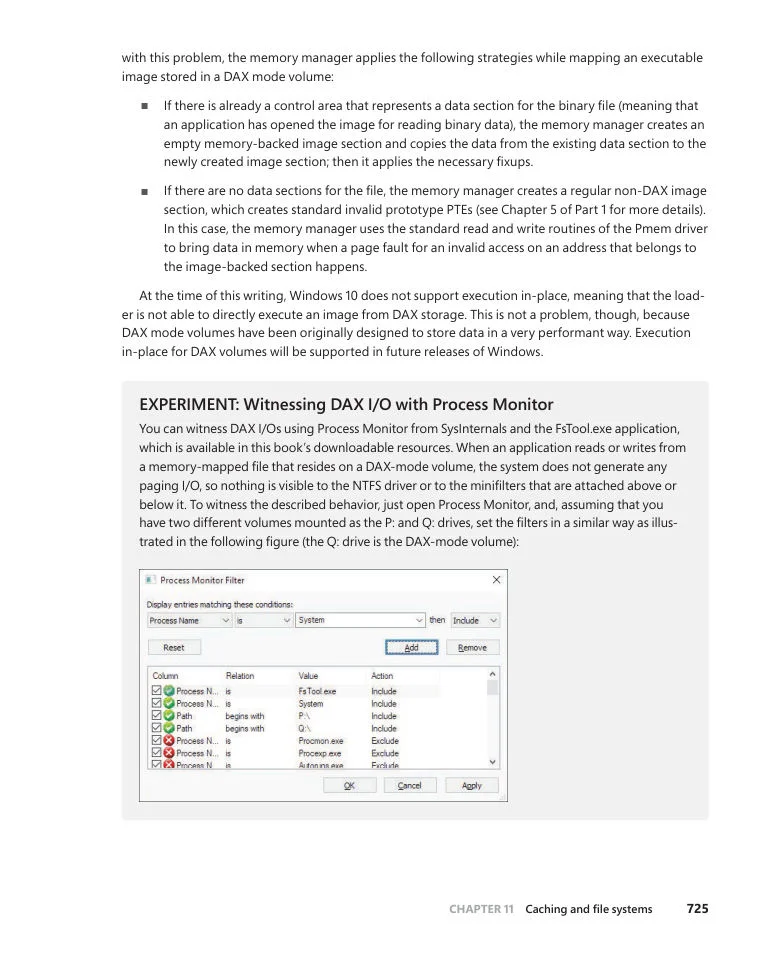 with this problem, the memory manager applies the following strategies while mapping an executable
image stored in a DAX mode volume:
■ If there is already a control area that represents a data section for the binary file (meaning that
an application has opened the image for reading binary data), the memory manager creates an
empty memory-backed image section and copies the data from the existing data section to the
newly created image section; then it applies the necessary fixups.
■ If there are no data sections for the file, the memory manager creates a regular non-DAX image
section, which creates standard invalid prototype PTEs (see Chapter 5 of Part 1 for more details).
In this case, the memory manager uses the standard read and write routines of the Pmem driver
to bring data in memory when a page fault for an invalid access on an address that belongs to
the image-backed section happens.
At the time of this writing, Windows 10 does not support execution in-place, meaning that the load-
er is not able to directly execute an image from DAX storage. This is not a problem, though, because
DAX mode volumes have been originally designed to store data in a very performant way. Execution
in-place for DAX volumes will be supported in future releases of Windows.
EXPERIMENT: Witnessing DAX I/O with Process Monitor
You can witness DAX I/Os using Process Monitor from SysInternals and the FsTool.exe application,
which is available in this book's downloadable resources. When an application reads or writes from
a memory-mapped file that resides on a DAX-mode volume, the system does not generate any
paging I/O, so nothing is visible to the NTFS driver or to the minifilters that are attached above or
below it. To witness the described behavior, just open Process Monitor, and, assuming that you
have two different volumes mounted as the P: and Q: drives, set the filters in a similar way as illus-
trated in the following figure (the Q: drive is the DAX-mode volume):
Process Monitor Filter
Display entries matching these conditions:
Process Name is System then Include
Reset Add Remove
Column Relation Value Action
Process N... is FsTool.exe Include
Process N... is System Include
Path begins with P:\ Include
Path begins with Q:\ Include
Process N... is Procmon.exe Exclude
Process N... is Procexp.exe Exclude
Process N... is Autoruns.exe Exclude
OK Cancel Apply
CHAPTER 11 Caching and file systems 725